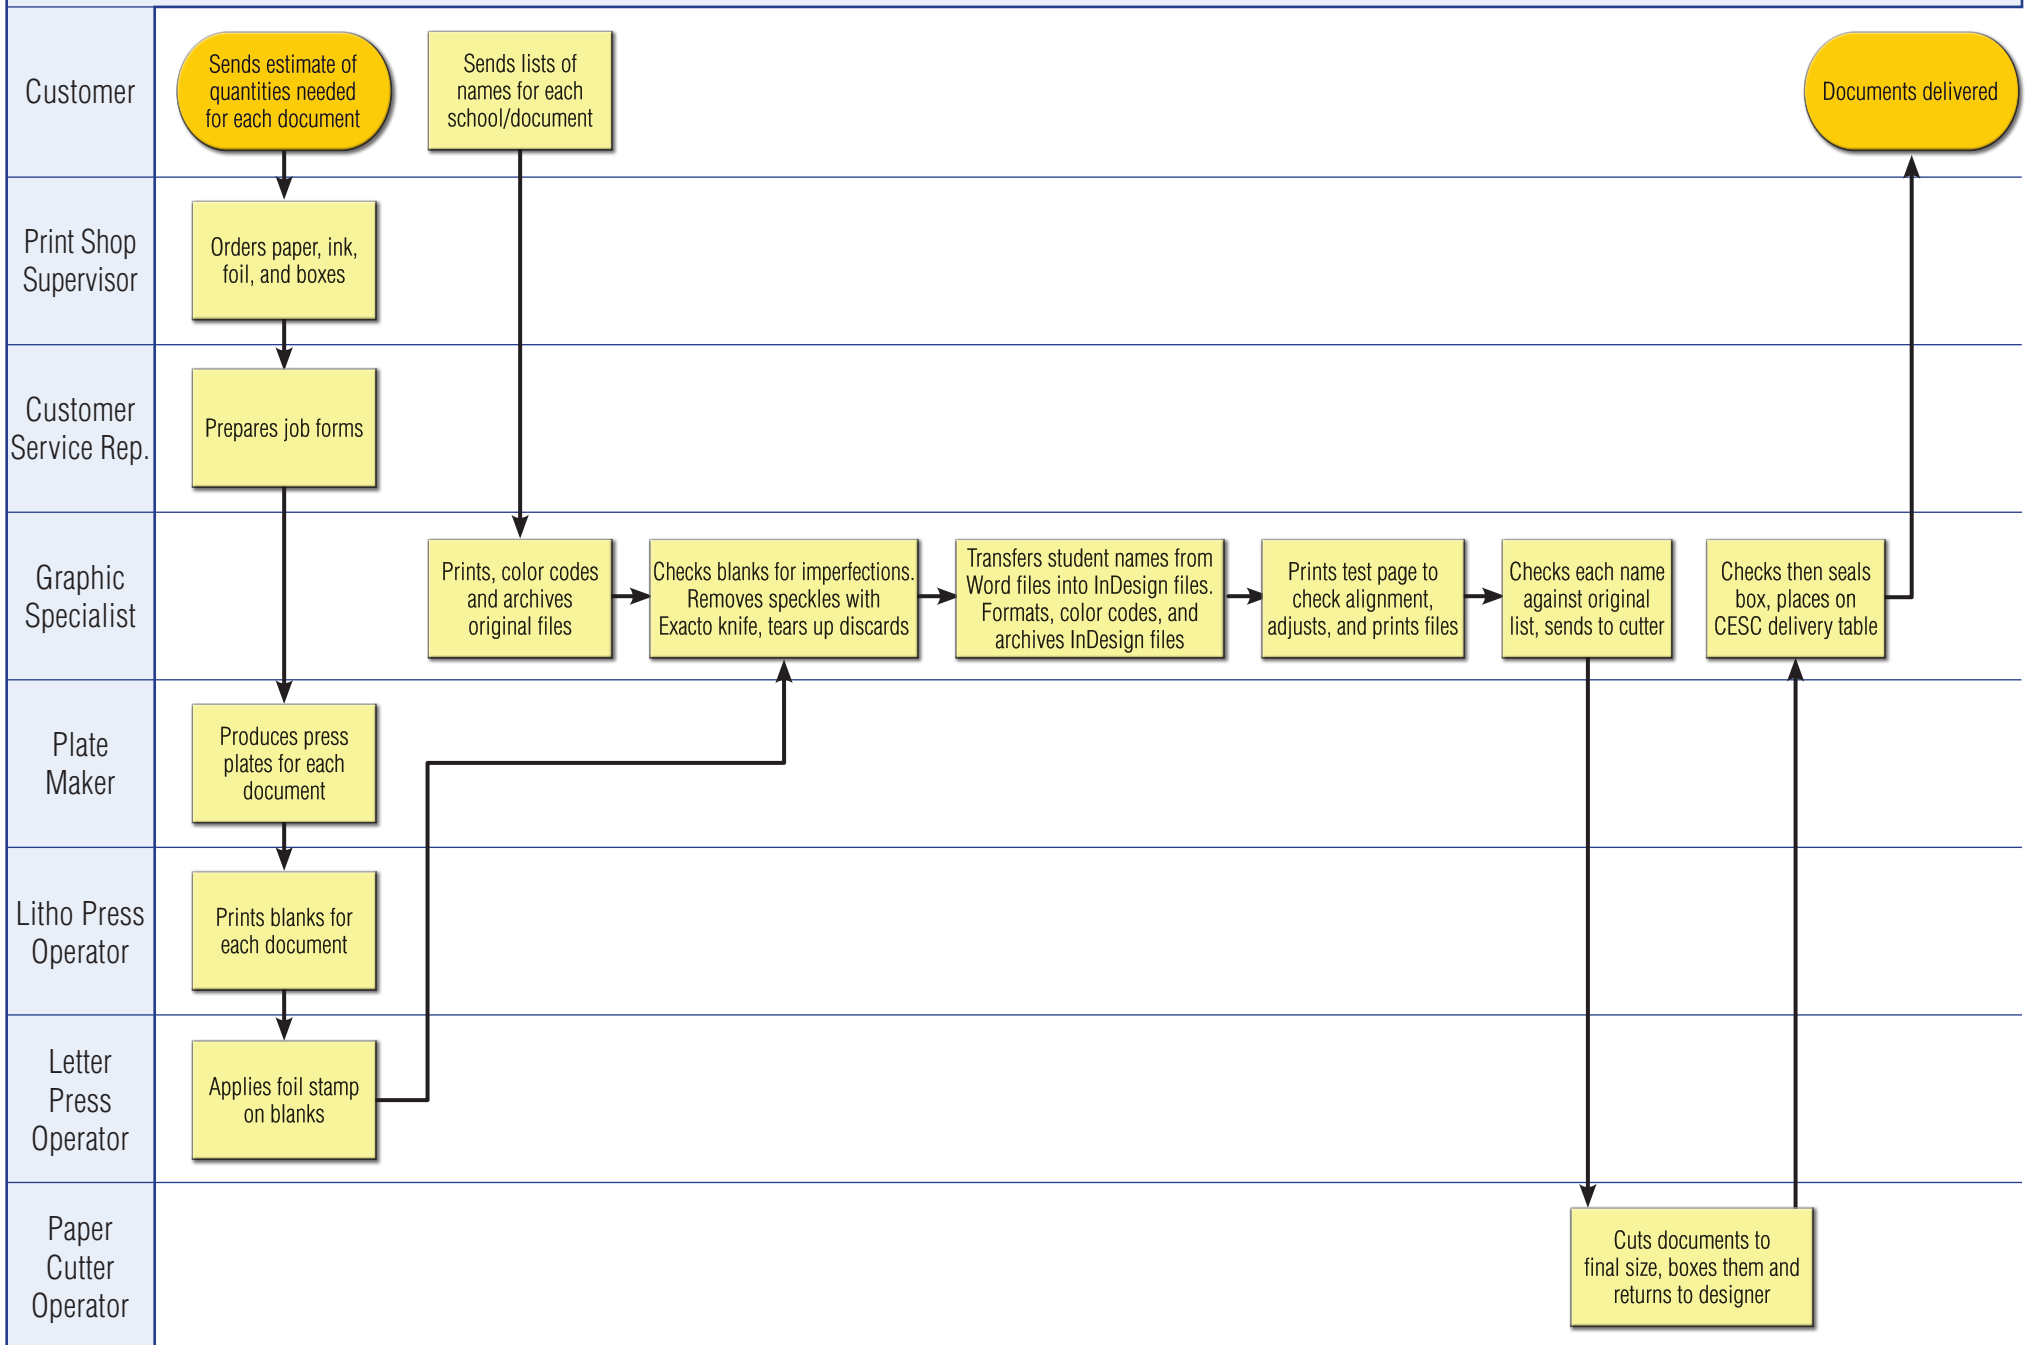 Customer
Sends estimate of
quantities needed
for each document
Sends lists of
names for each
school/document
Documents delivered
Print Shop
Supervisor
Orders paper, ink,
foil, and boxes
Customer
Service Rep.
Prepares job forms
Graphic
Specialist
Prints, color codes
and archives
original files
Checks blanks for imperfections.
Removes speckles with
Exacto knife, tears up discards
Transfers student names from
Word files into InDesign files.
Formats, color codes, and
archives InDesign files
Prints test page to
check alignment,
adjusts, and prints files
Checks each name
against original
list, sends to cutter
Checks then seals
box, places on
CESC delivery table
Plate
Maker
Produces press
plates for each
document
Litho Press
Operator
Prints blanks for
each document
Letter
Press
Operator
Applies foil stamp
on blanks
Paper
Cutter
Operator
Cuts documents to
final size, boxes them and
returns to designer